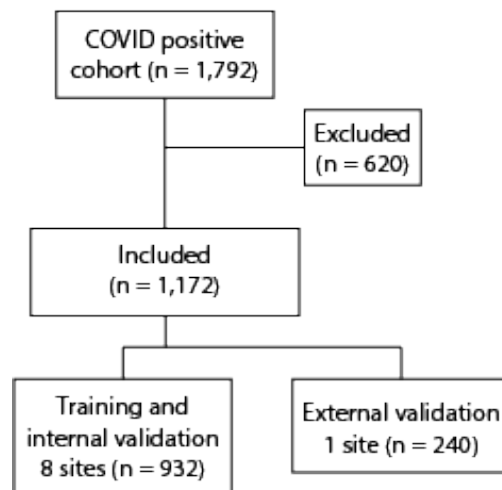 COVID positive
cohort (n = 1,792)
Excluded
(n = 620)
Included
(n = 1,172)
Training and
internal validation
8 sites (n = 932)
External validation
1 site (n = 240)